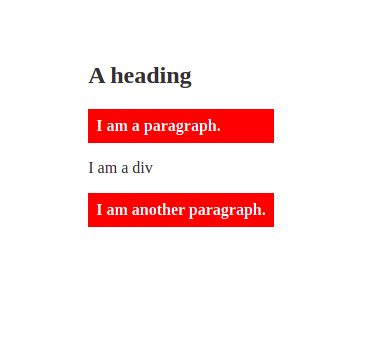 A heading
I am a paragraph.
I am a div
I am another paragraph.